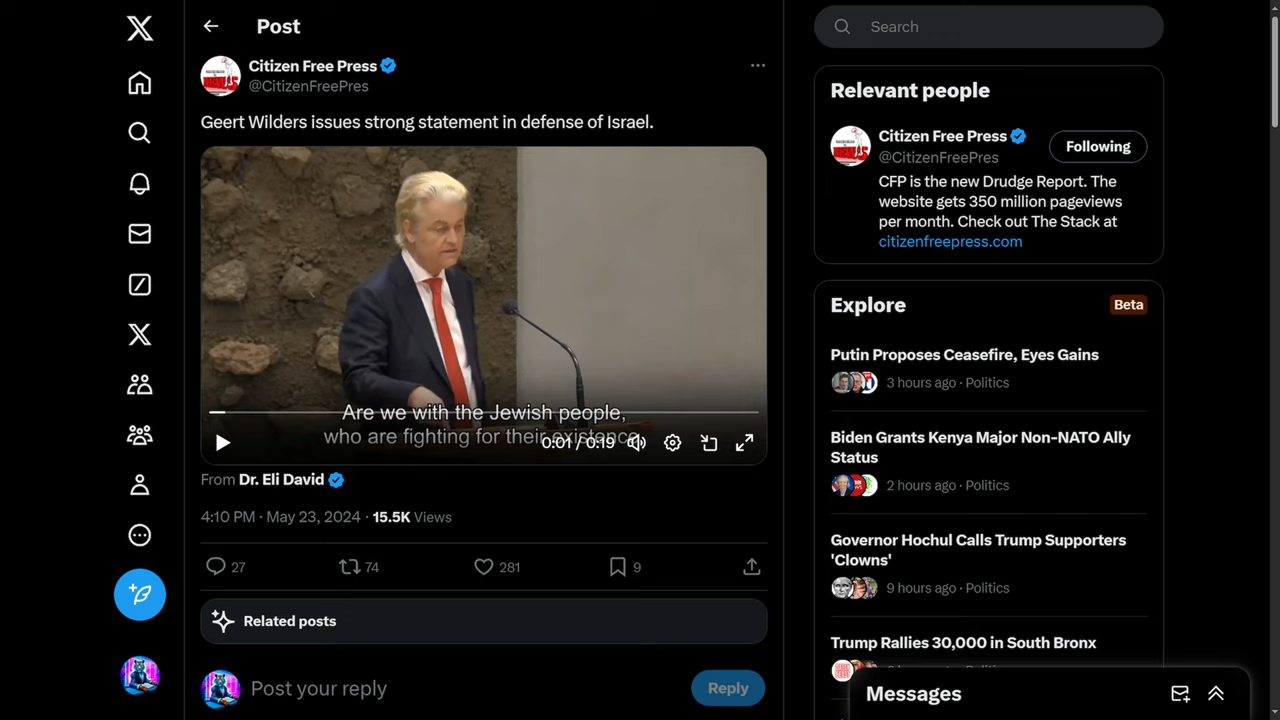 Post
Citizen Free Press
@CitizenFreePres
Geert Wilders issues strong statement in defense of Israel.
Are we with the Jewish people,
who are fighting for their existence
0:01 / 0:19
From Dr. Eli David
4:10 PM · May 23, 2024 · 15.5K Views
27
74
281
9
Related posts
Post your reply
Reply
Search
Relevant people
Citizen Free Press
@CitizenFreePres
Following
CFP is the new Drudge Report. The
website gets 350 million pageviews
per month. Check out The Stack at
citizenfreepress.com
Explore
Beta
Putin Proposes Ceasefire, Eyes Gains
3 hours ago · Politics
Biden Grants Kenya Major Non-NATO Ally
Status
2 hours ago · Politics
Governor Hochul Calls Trump Supporters
'Clowns'
9 hours ago · Politics
Trump Rallies 30,000 in South Bronx
Messages